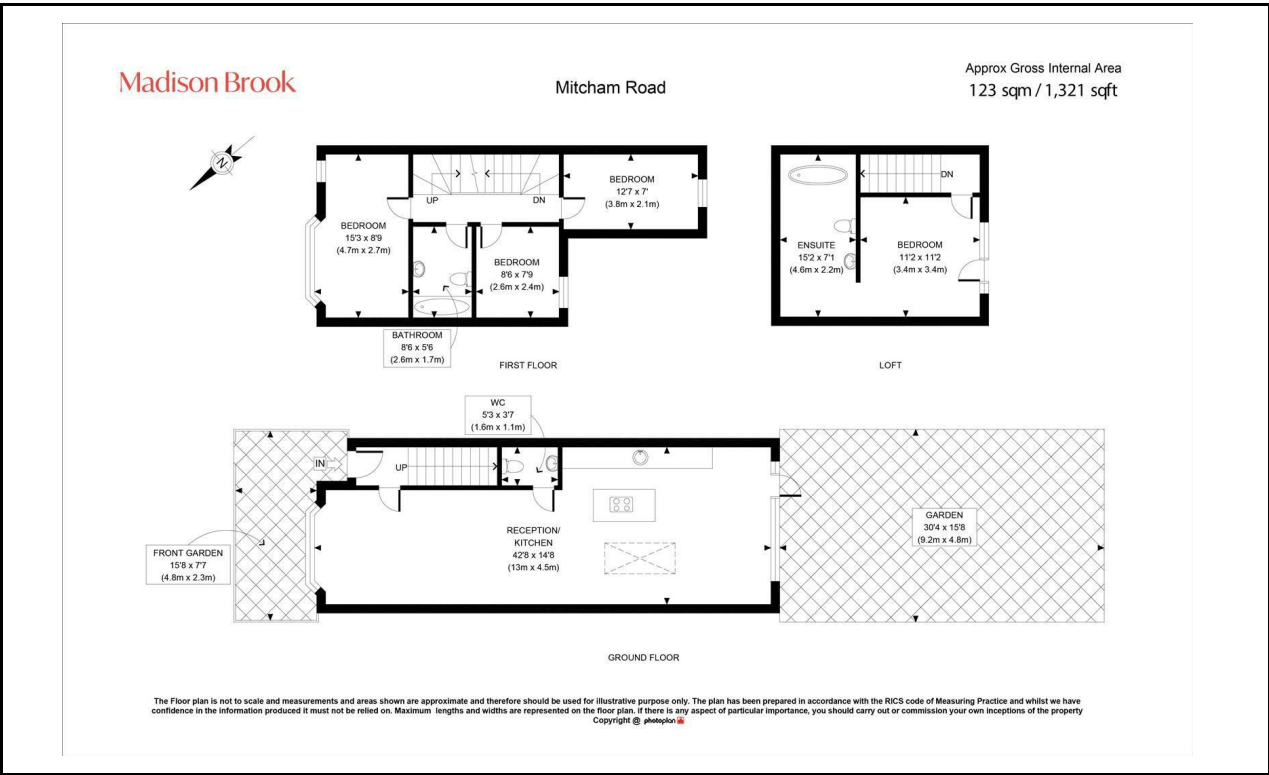 Madison Brook
Mitcham Road
Approx Gross Internal Area
123 sqm / 1,321 sqft
N
BEDROOM
15'3 x 8'9
(4.7m x 2.7m)
UP
DN
BEDROOM
12'7 x 7'
(3.8m x 2.1m)
BEDROOM
8'6 x 7'9
(2.6m x 2.4m)
BATHROOM
8'6 x 5'6
(2.6m x 1.7m)
FIRST FLOOR
DN
ENSUITE
15'2 x 7'1
(4.6m x 2.2m)
BEDROOM
11'2 x 11'2
(3.4m x 3.4m)
LOFT
WC
5'3 x 3'7
(1.6m x 1.1m)
IN
UP
FRONT GARDEN
15'8 x 7'7
(4.8m x 2.3m)
RECEPTION/
KITCHEN
42'8 x 14'8
(13m x 4.5m)
GARDEN
30'4 x 15'8
(9.2m x 4.8m)
GROUND FLOOR
The Floor plan is not to scale and measurements and areas shown are approximate and therefore should be used for illustrative purpose only. The plan has been prepared in accordance with the RICS code of Measuring Practice and whilst we have
confidence in the information produced it must not be relied on. Maximum lengths and widths are represented on the floor plan. if there is any aspect of particular importance, you should carry out or commission your own inceptions of the property
Copyright @ photoplan